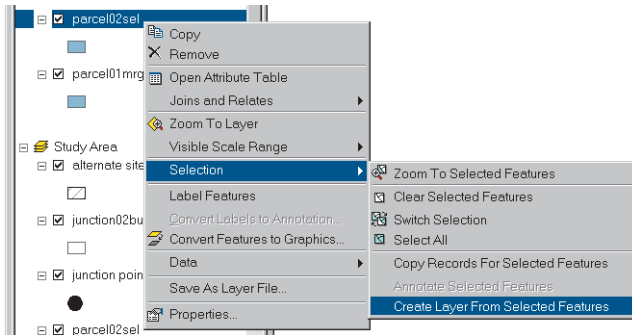 parcel02sel
Copy
Remove
parcel01mrg
Open Attribute Table
Joins and Relates
Zoom To Layer
Visible Scale Range
Study Area
alternate site
Selection
Zoom To Selected Features
Label Features
Clear Selected Features
junction02bu
Convert Labels to Annotation...
Switch Selection
Convert Features to Graphics...
Select All
Data
Copy Records For Selected Features
junction poin
Save As Layer File...
Annotate Selected Features
Properties...
Create Layer From Selected Features
parcel02sel